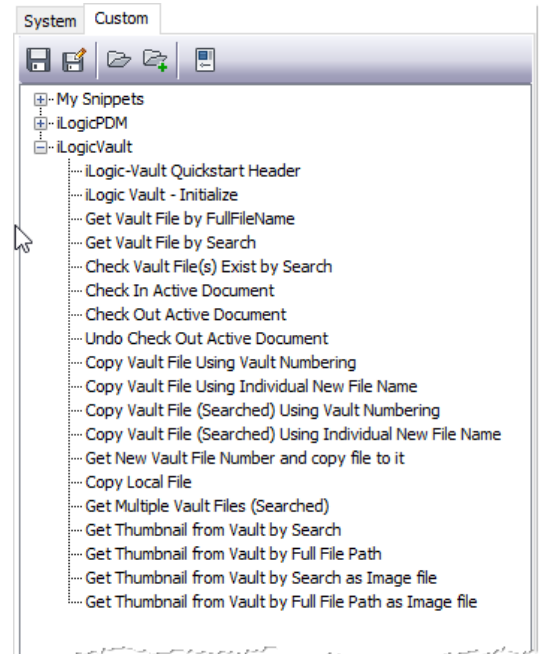 System Custom
My Snippets
iLogicPDM
iLogicVault
iLogic-Vault Quickstart Header
iLogic Vault - Initialize
Get Vault File by FullFileName
Get Vault File by Search
Check Vault File(s) Exist by Search
Check In Active Document
Check Out Active Document
Undo Check Out Active Document
Copy Vault File Using Vault Numbering
Copy Vault File Using Individual New File Name
Copy Vault File (Searched) Using Vault Numbering
Copy Vault File (Searched) Using Individual New File Name
Get New Vault File Number and copy file to it
Copy Local File
Get Multiple Vault Files (Searched)
Get Thumbnail from Vault by Search
Get Thumbnail from Vault by Full File Path
Get Thumbnail from Vault by Search as Image file
Get Thumbnail from Vault by Full File Path as Image file